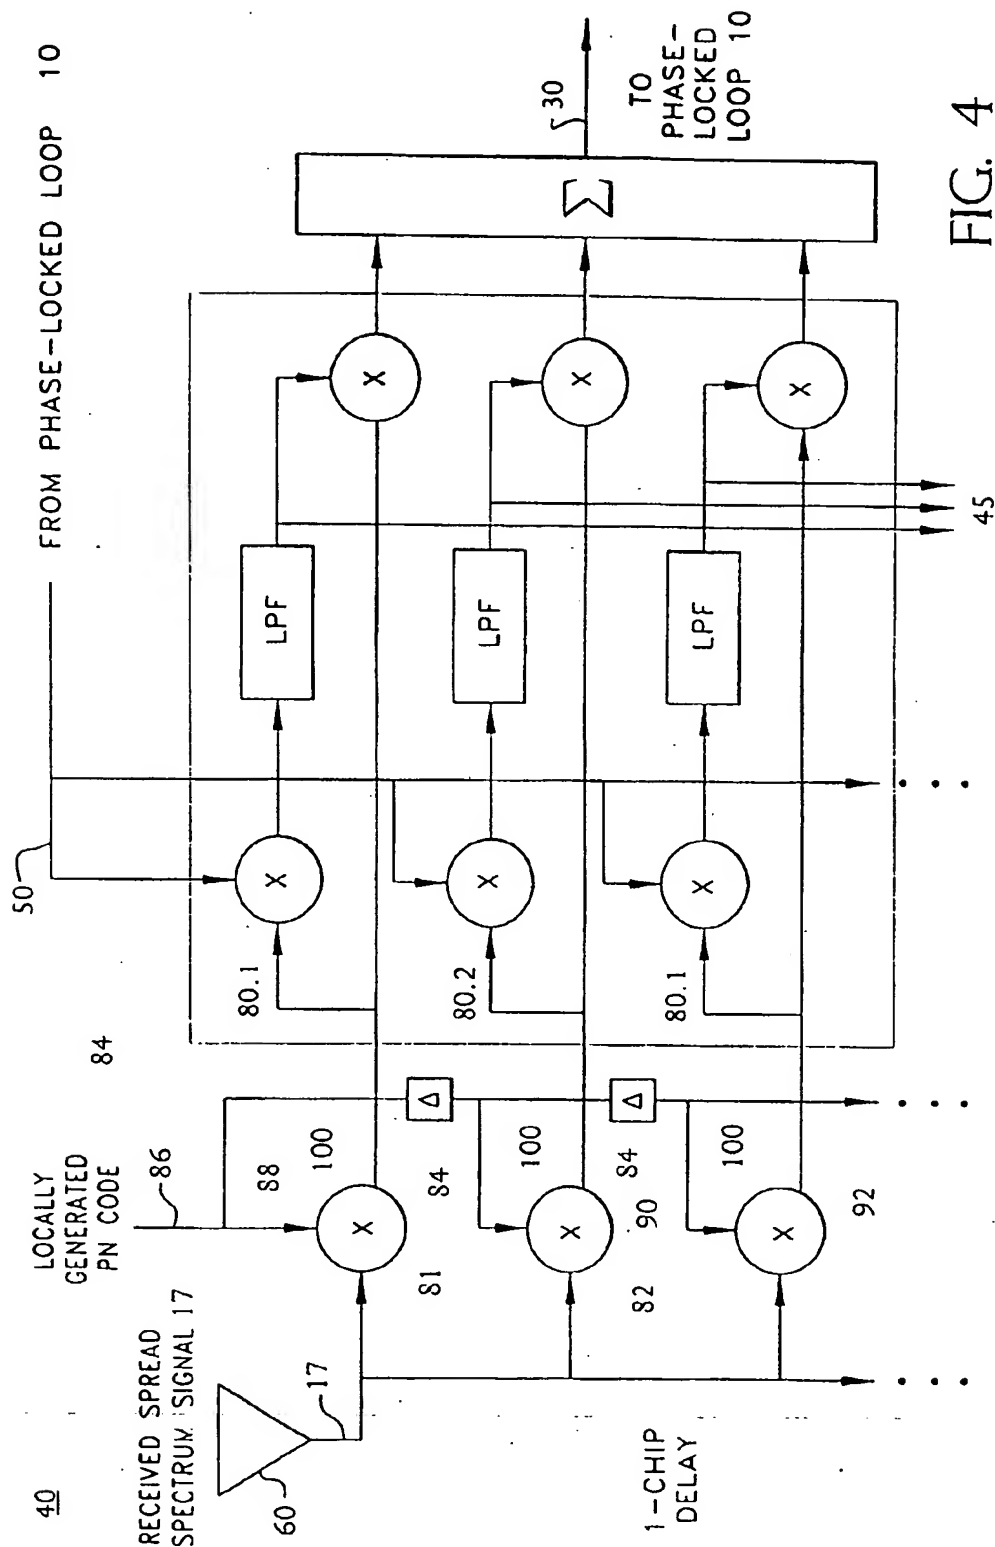 40
RECEIVED SPREAD
SPECTRUM SIGNAL 17
60
17
LOCALLY
GENERATED
PN CODE
86
84
50
FROM PHASE-LOCKED LOOP 10
88
100
X
81
80.1
X
LPF
X
84
Δ
100
X
90
82
80.2
X
LPF
X
Σ
30
TO
PHASE-
LOCKED
LOOP 10
84
Δ
100
X
92
80.1
X
LPF
X
1-CHIP
DELAY
45
FIG. 4